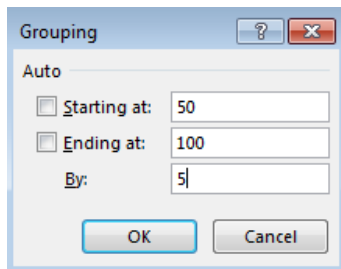 Grouping ?
Auto
Starting at: 50
Ending at: 100
By: 5
OK Cancel